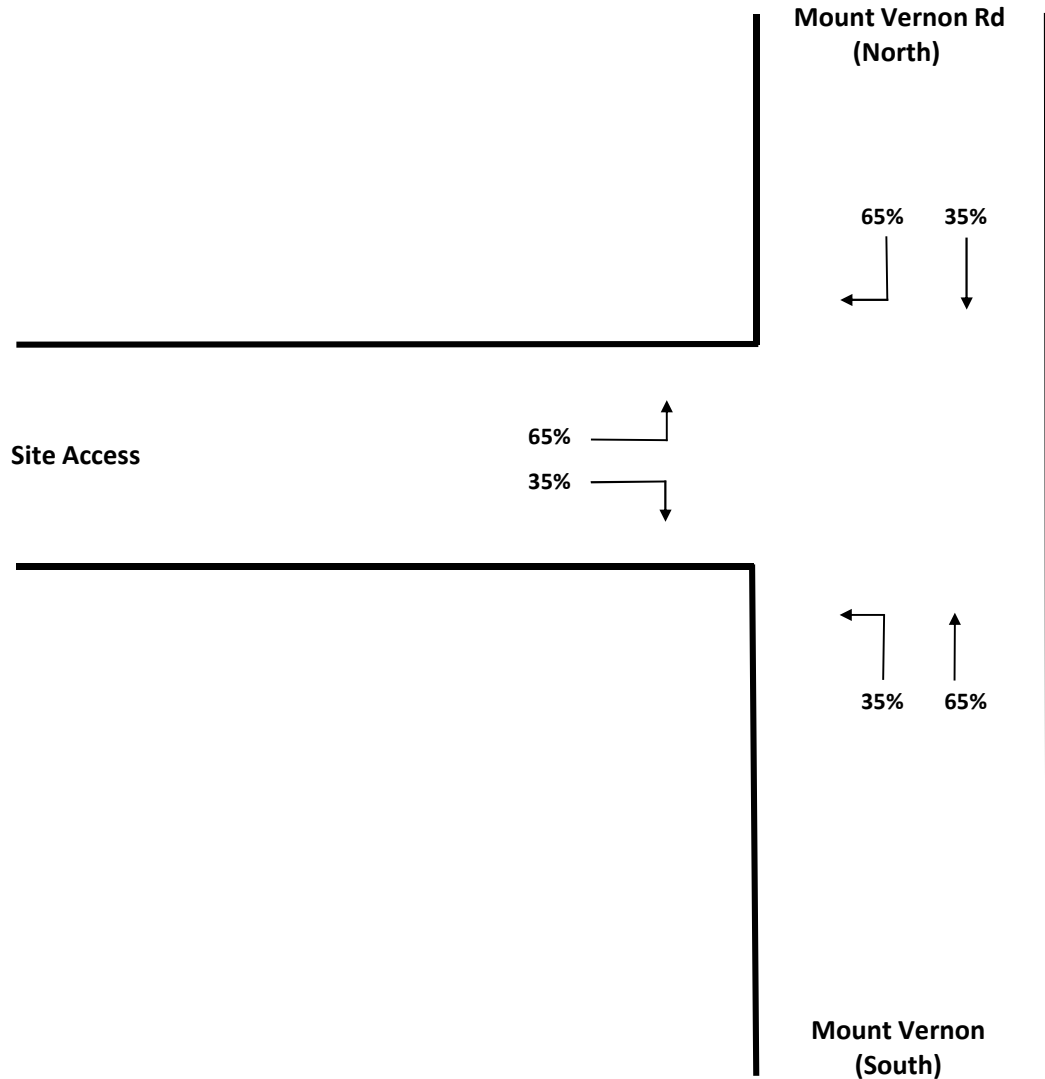 Mount Vernon Rd
(North)
65% 35%
65%
Site Access
35%
35% 65%
Mount Vernon
(South)